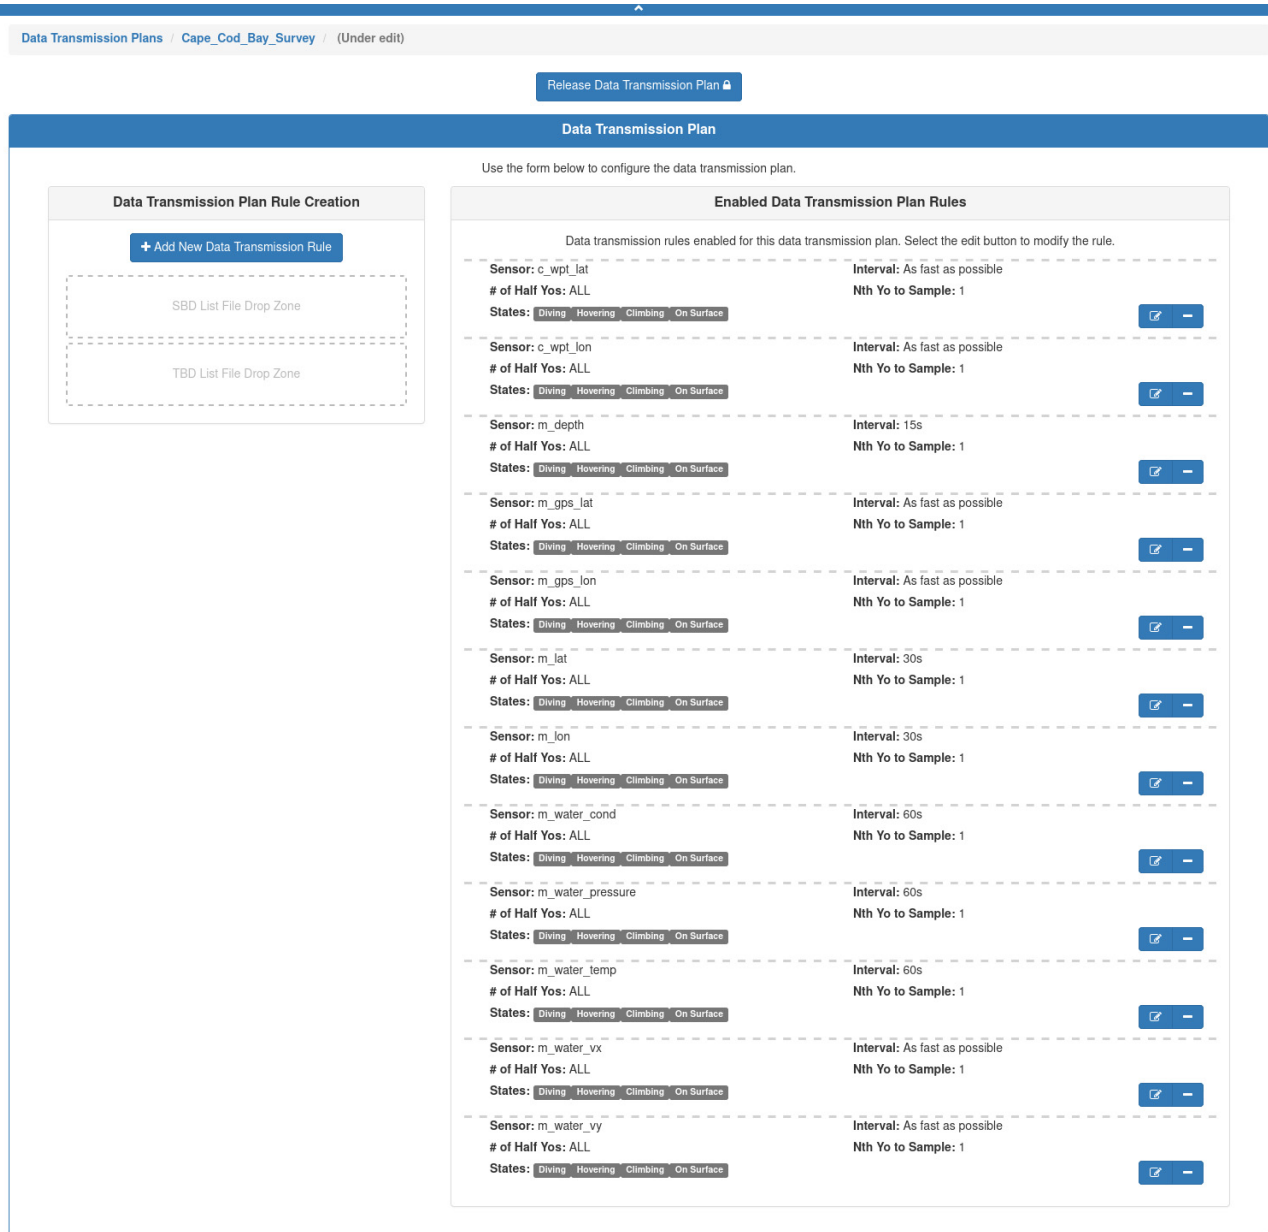 Data Transmission Plans / Cape_Cod_Bay_Survey / (Under edit)
Release Data Transmission Plan
Data Transmission Plan
Use the form below to configure the data transmission plan.
Data Transmission Plan Rule Creation
Add New Data Transmission Rule
SBD List File Drop Zone
TBD List File Drop Zone
Enabled Data Transmission Plan Rules
Data transmission rules enabled for this data transmission plan. Select the edit button to modify the rule.
Sensor: c_wpt_lat Interval: As fast as possible
# of Half Yos: ALL Nth Yo to Sample: 1
States: Diving Hovering Climbing On Surface
Sensor: c_wpt_lon Interval: As fast as possible
# of Half Yos: ALL Nth Yo to Sample: 1
States: Diving Hovering Climbing On Surface
Sensor: m_depth Interval: 15s
# of Half Yos: ALL Nth Yo to Sample: 1
States: Diving Hovering Climbing On Surface
Sensor: m_gps_lat Interval: As fast as possible
# of Half Yos: ALL Nth Yo to Sample: 1
States: Diving Hovering Climbing On Surface
Sensor: m_gps_lon Interval: As fast as possible
# of Half Yos: ALL Nth Yo to Sample: 1
States: Diving Hovering Climbing On Surface
Sensor: m_lat Interval: 30s
# of Half Yos: ALL Nth Yo to Sample: 1
States: Diving Hovering Climbing On Surface
Sensor: m_lon Interval: 30s
# of Half Yos: ALL Nth Yo to Sample: 1
States: Diving Hovering Climbing On Surface
Sensor: m_water_cond Interval: 60s
# of Half Yos: ALL Nth Yo to Sample: 1
States: Diving Hovering Climbing On Surface
Sensor: m_water_pressure Interval: 60s
# of Half Yos: ALL Nth Yo to Sample: 1
States: Diving Hovering Climbing On Surface
Sensor: m_water_temp Interval: 60s
# of Half Yos: ALL Nth Yo to Sample: 1
States: Diving Hovering Climbing On Surface
Sensor: m_water_vx Interval: As fast as possible
# of Half Yos: ALL Nth Yo to Sample: 1
States: Diving Hovering Climbing On Surface
Sensor: m_water_vy Interval: As fast as possible
# of Half Yos: ALL Nth Yo to Sample: 1
States: Diving Hovering Climbing On Surface